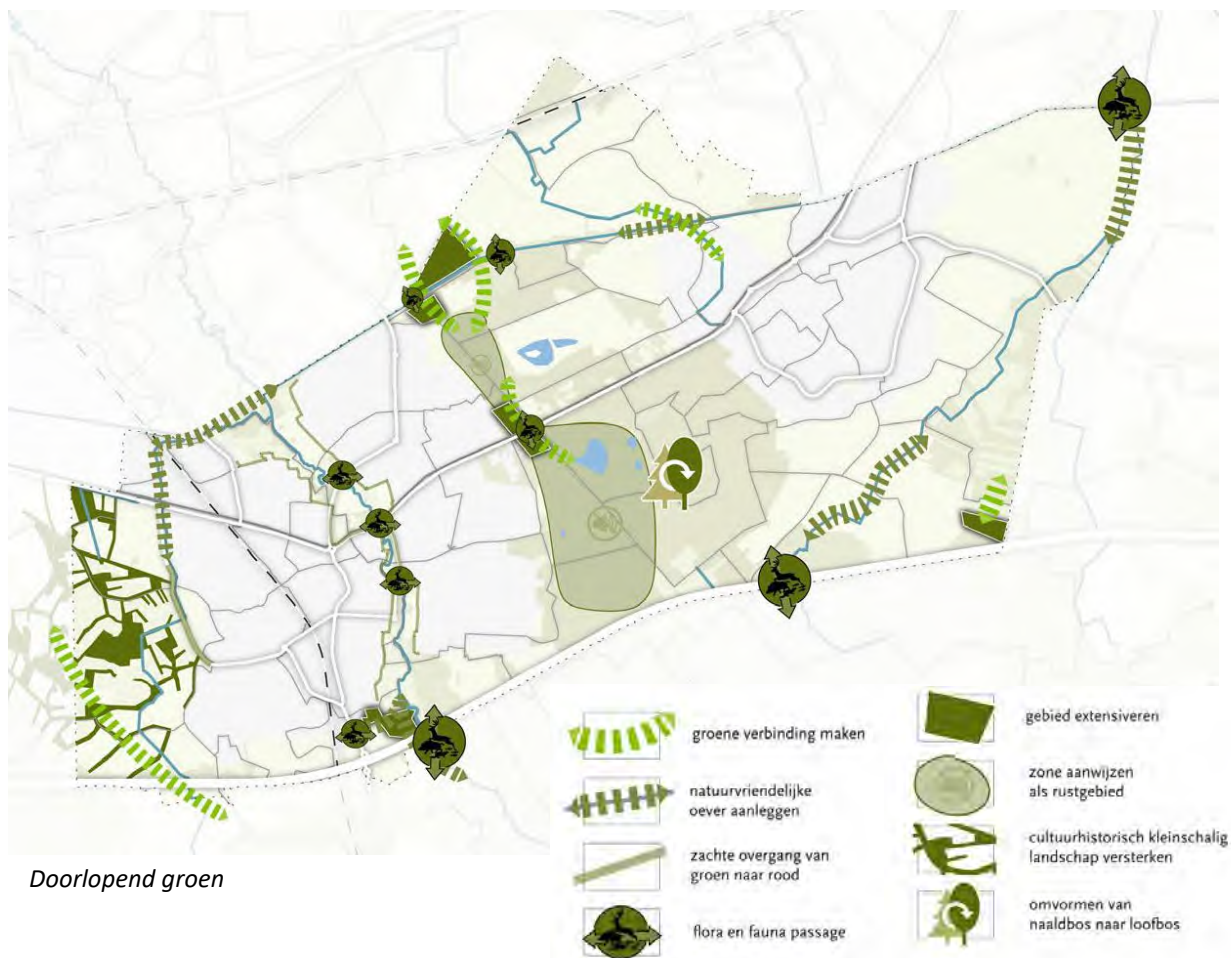 groene verbinding maken
natuurvriendelijke
oever aanleggen
zachte overgang van
groen naar rood
flora en fauna passage
gebied extensiveren
zone aanwijzen
als rustgebied
cultuurhistorisch kleinschalig
landschap versterken
omvormen van
naaldbos naar loofbos
Doorlopend groen